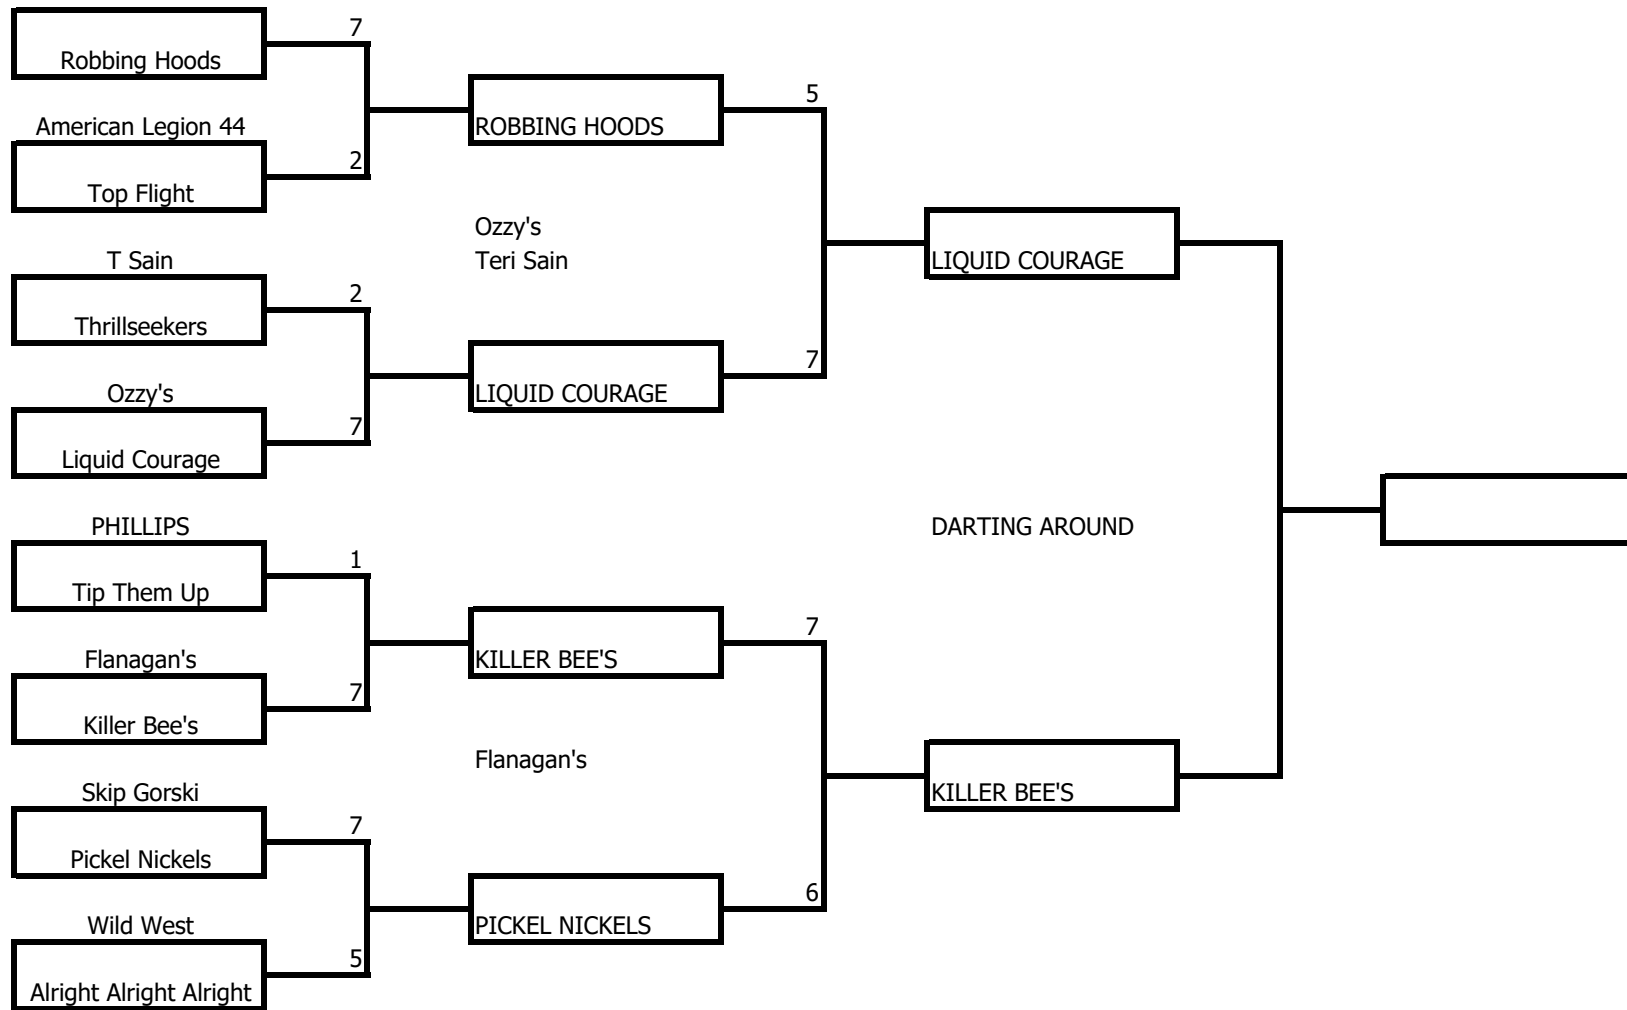 7
Robbing Hoods
5
American Legion 44
ROBBING HOODS
2
Top Flight
Ozzy's
T Sain
Teri Sain
LIQUID COURAGE
2
Thrillseekers
7
Ozzy's
LIQUID COURAGE
7
Liquid Courage
PHILLIPS
DARTING AROUND
1
Tip Them Up
7
Flanagan's
KILLER BEE'S
7
Killer Bee's
Flanagan's
Skip Gorski
KILLER BEE'S
7
Pickel Nickels
6
Wild West
PICKEL NICKELS
5
Alright Alright Alright